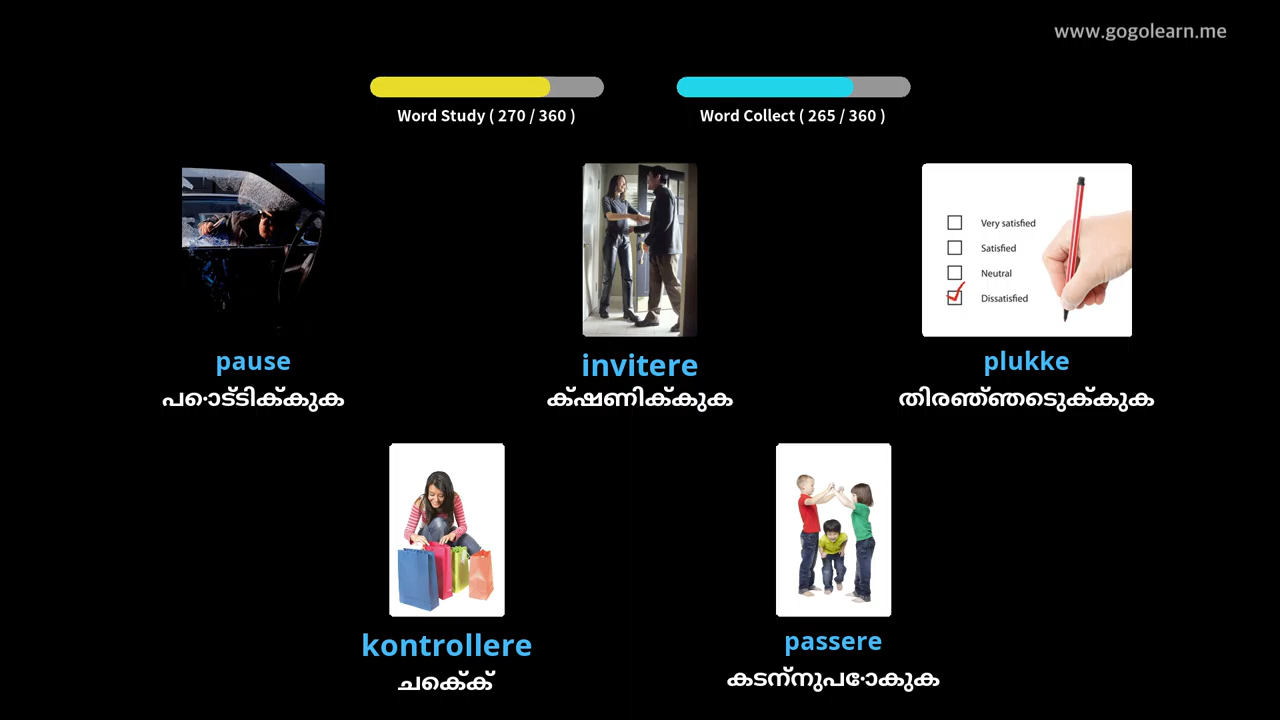 www.gogolearn.me
Word Study ( 270 / 360 )
Word Collect ( 265 / 360 )
Very satisfied
Satisfied
Neutral
Dissatisfied
pause
പൊട്ടിക്കുക
invitere
ക്ഷണിക്കുക
plukke
തിരഞ്ഞെടുക്കുക
kontrollere
ചെക്ക്
passere
കടന്നുപോകുക